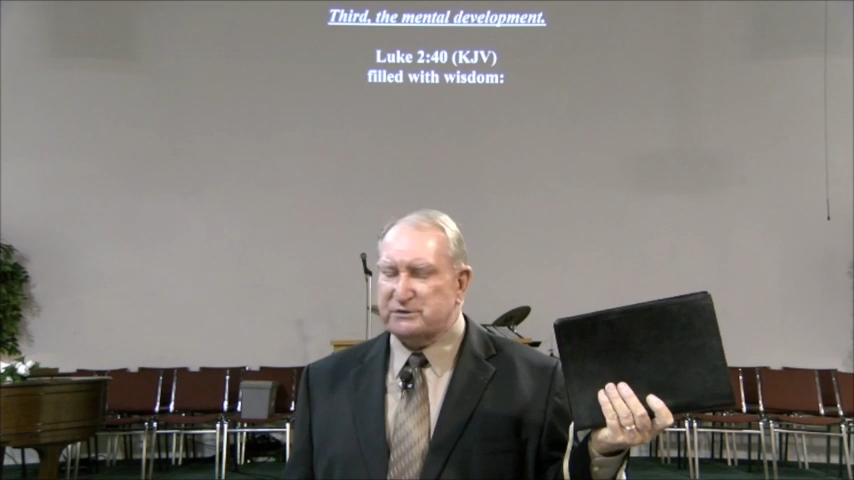 Third, the mental development.
Luke 2:40 (KJV)
filled with wisdom: